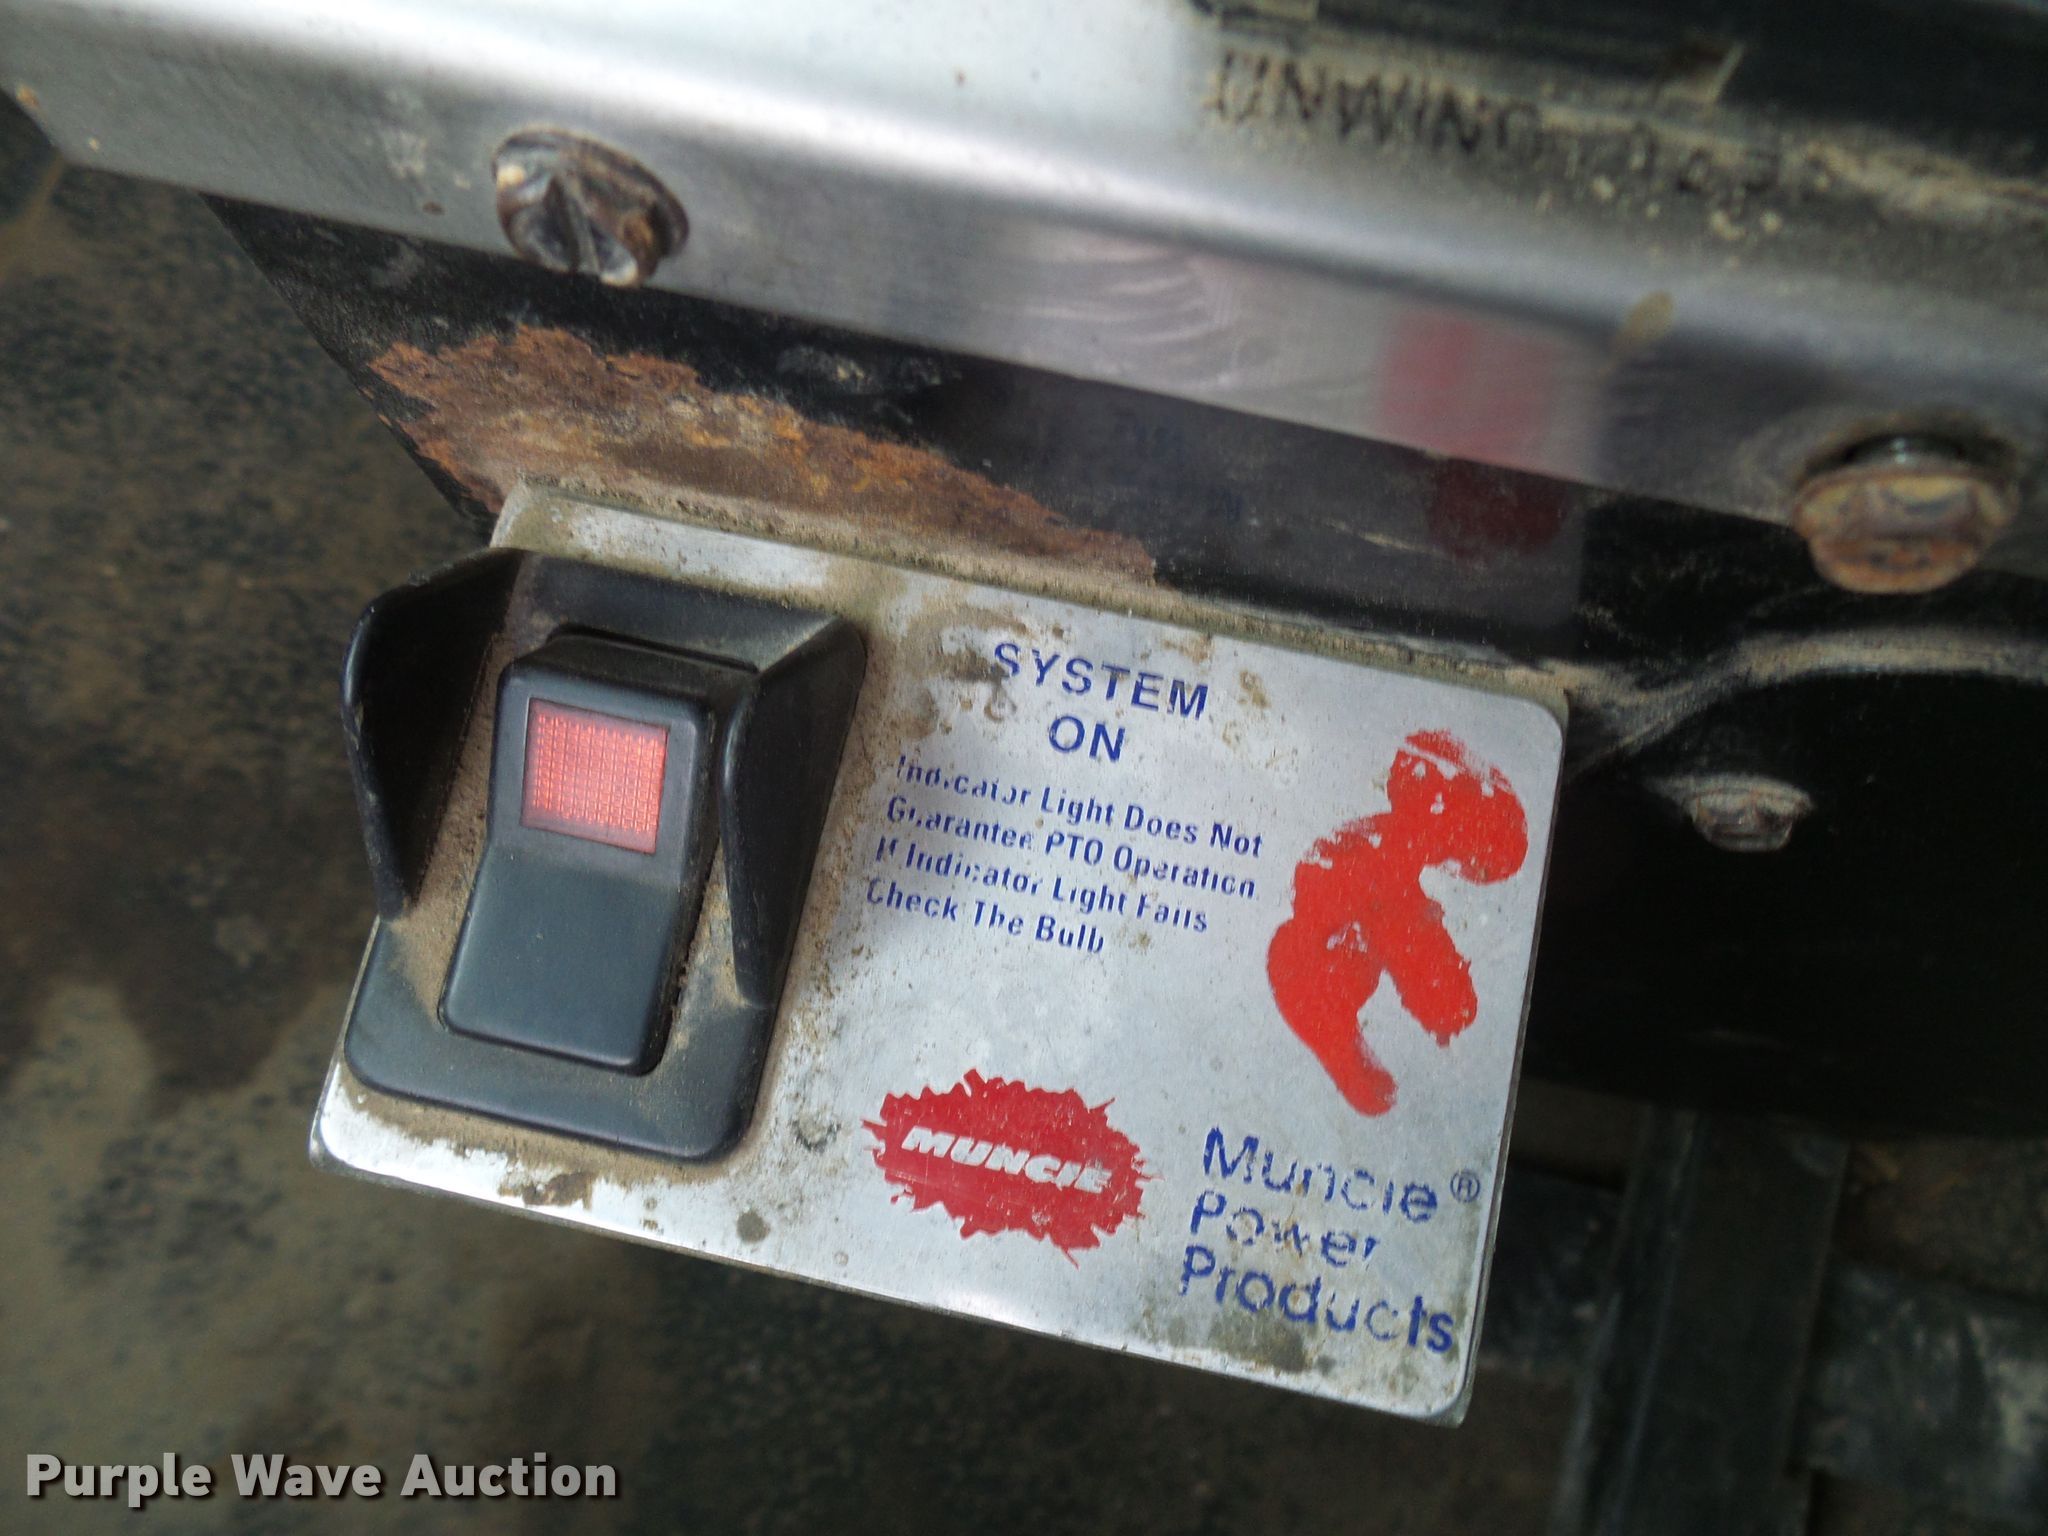 UNWIND
SYSTEM
ON
Indicator Light Does Not
Guarantee PTO Operation.
If Indicator Light Fails
Check The Bulb
MUNCIE
Muncie®
Power
Products
Purple Wave Auction